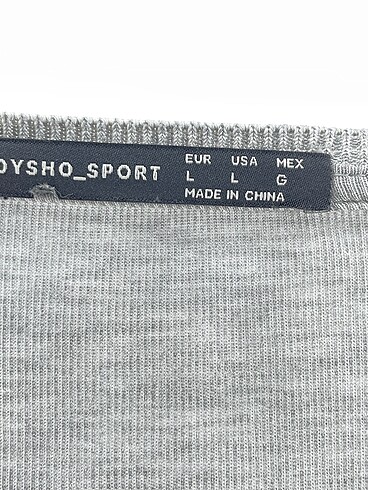 OYSHO_SPORT
EUR USA MEX
L L G
MADE IN CHINA